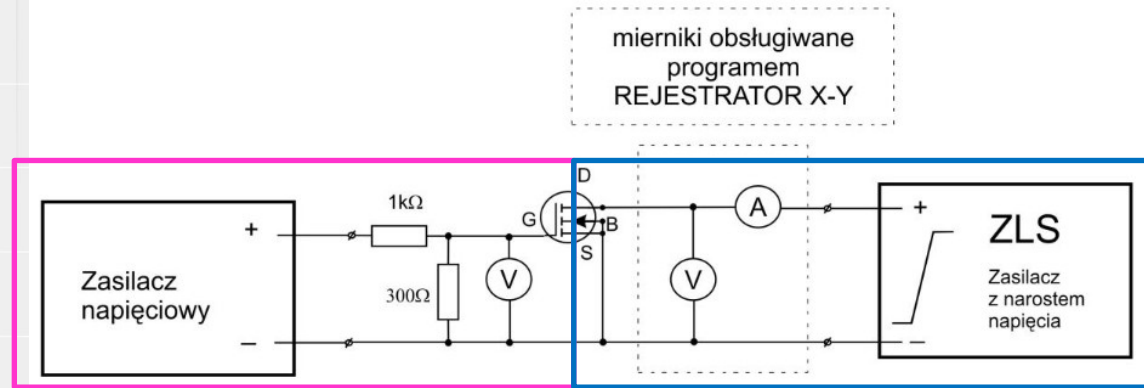 mierniki obsługiwane
programem
REJESTRATOR X-Y
D
1kΩ
G
B
A
+
+
ZLS
S
Zasilacz
napięciowy
300Ω
V
V
Zasilacz
z narostem
napięcia
−
−